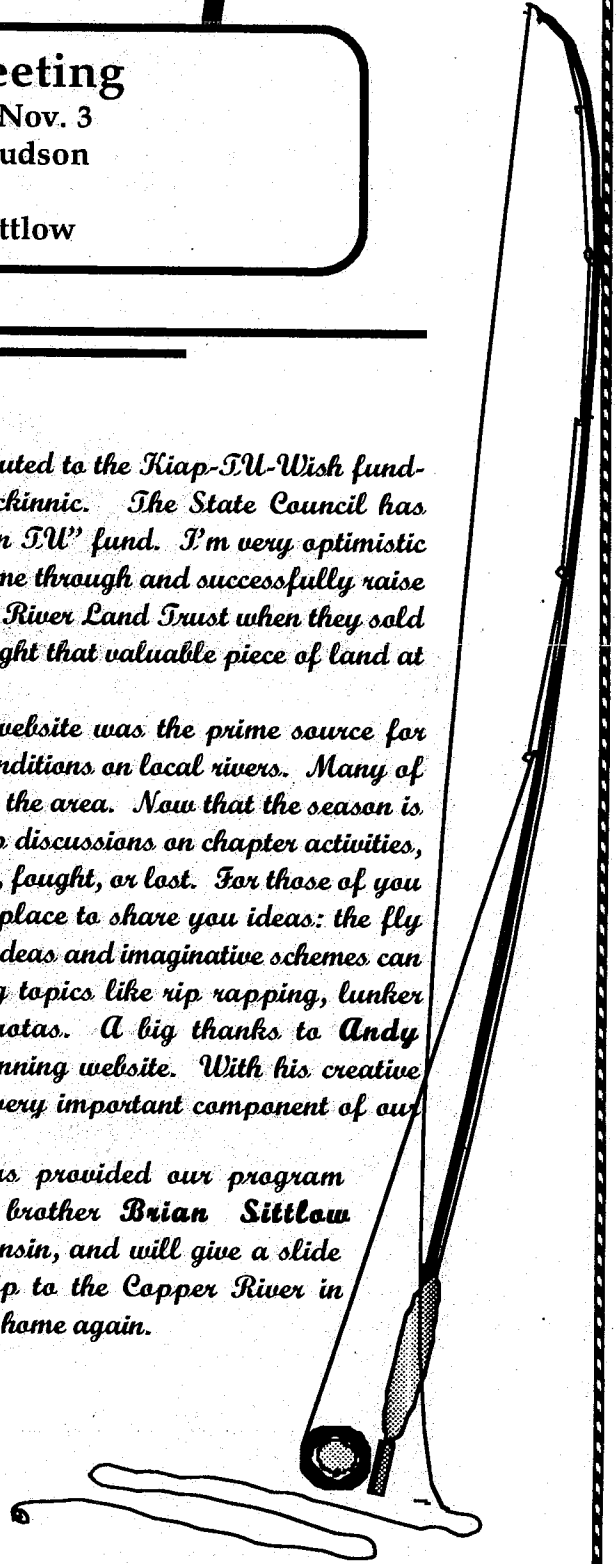 eeting
Nov. 3
udson
ttlow
uted to the Kiap-TU-Wish fund-
ckinnic. The State Council has
n TU” fund. I'm very optimistic
me through and successfully raise
River Land Trust when they sold
ght that valuable piece of land at
website was the prime source for
nditions on local rivers. Many of
the area. Now that the season is
o discussions on chapter activities,
, fought, or lost. For those of you
place to share you ideas: the fly
deas and imaginative schemes can
g topics like rip rapping, lunker
notas. A big thanks to Andy
nning website. With his creative
very important component of our
as provided our program
brother Brian Sittlow
nsin, and will give a slide
p to the Copper River in
home again.